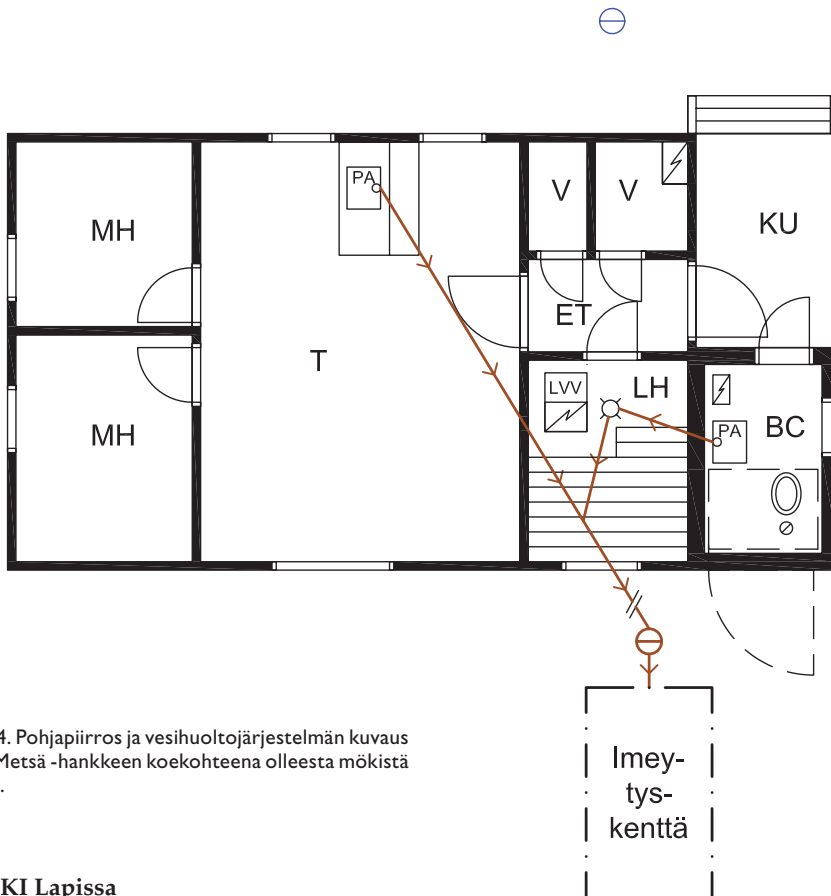 PA
V
V
MH
KU
ET
T
LVV
LH
MH
PA
BC
4. Pohjapiirros ja vesihuoltojärjestelmän kuvaus
Metsä -hankkeen koekohteena olleesta mökistä
.
Imey-
tys-
kenttä
KI Lapissa